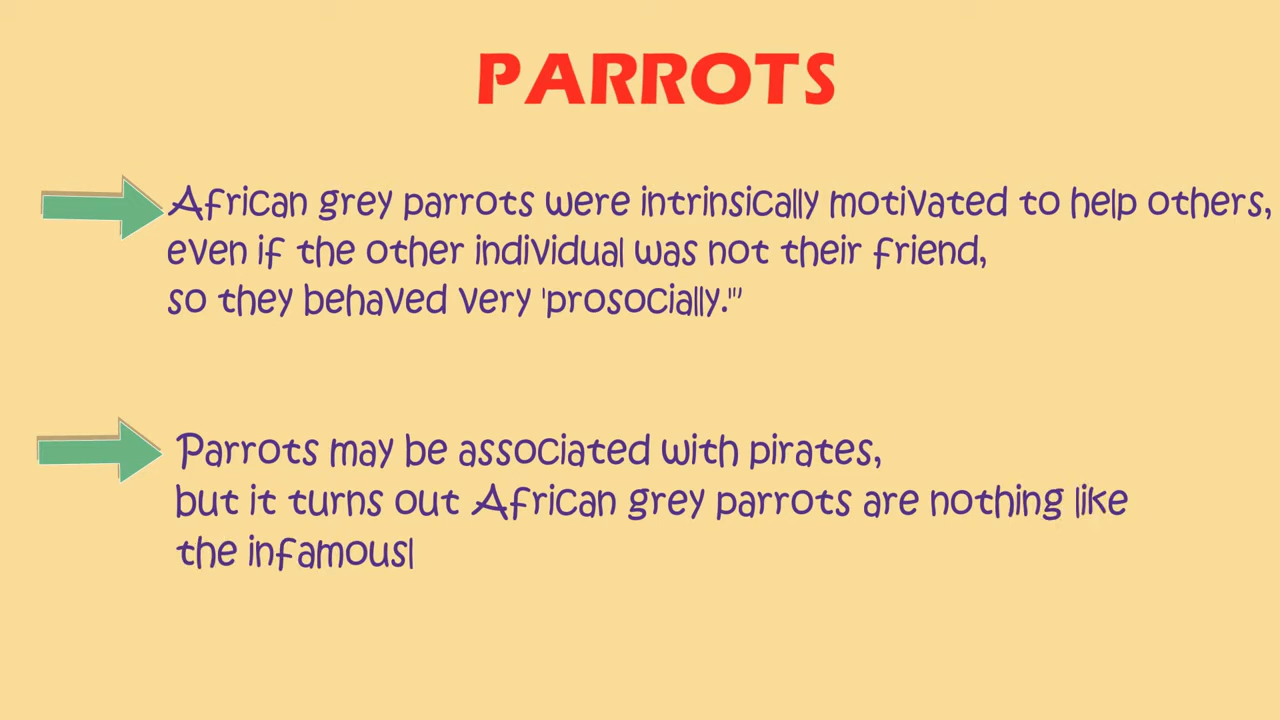 PARROTS
African grey parrots were intrinsically motivated to help others,
even if the other individual was not their friend,
so they behaved very 'prosocially.'"
Parrots may be associated with pirates,
but it turns out African grey parrots are nothing like
the infamous